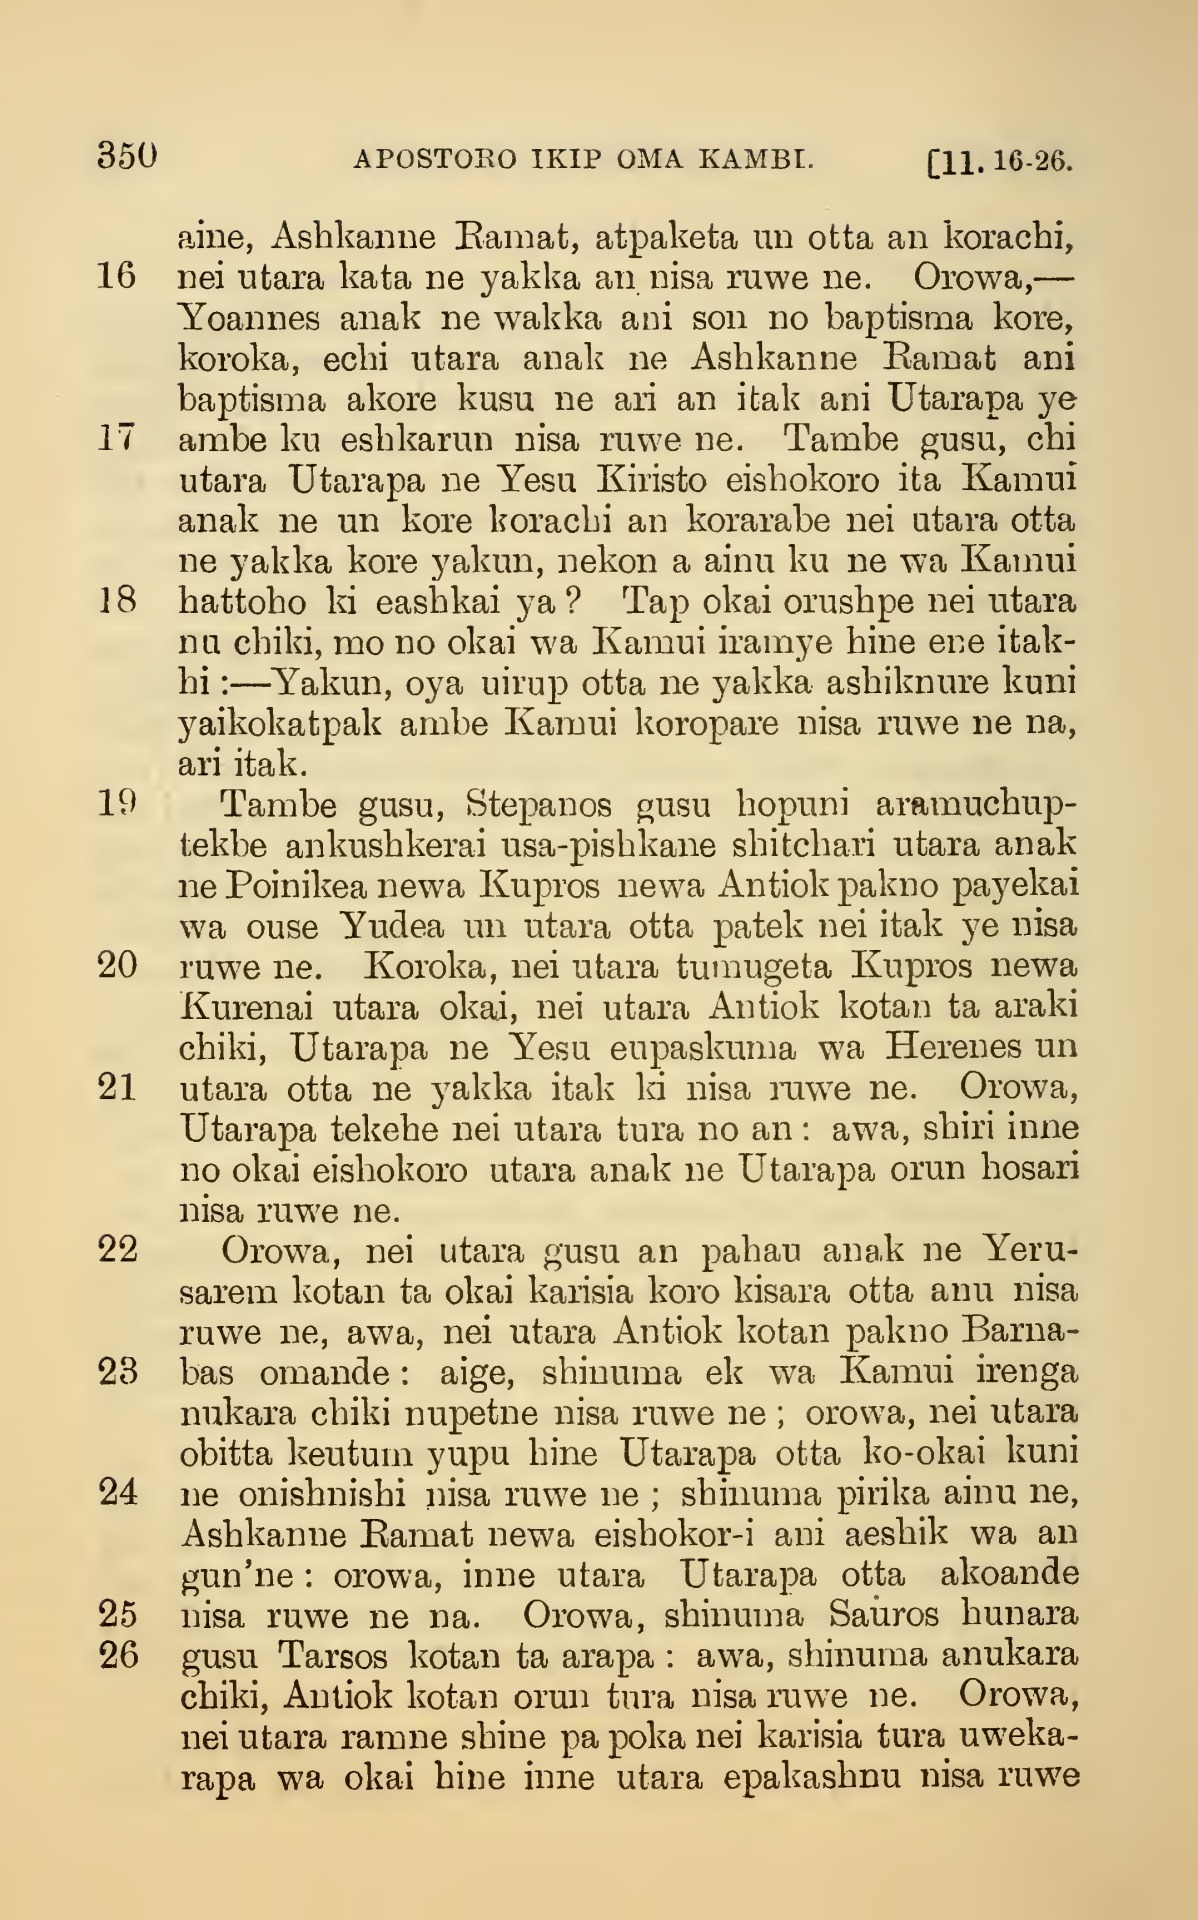 350 APOSTORO IKIP OMA KAMBI. [11. 16-26.
aine, Ashkanne Ramat, atpaketa un otta an korachi,
16 nei utara kata ne yakka an nisa ruwe ne. Orowa,—
Yoannes anak ne wakka ani son no baptisma kore,
koroka, echi utara anak ne Ashkanne Ramat ani
baptisma akore kusu ne ari an itak ani Utarapa ye
17 ambe ku eshkarun nisa ruwe ne. Tambe gusu, chi
utara Utarapa ne Yesu Kiristo eishokoro ita Kamui
anak ne un kore korachi an korarabe nei utara otta
ne yakka kore yakun, nekon a ainu ku ne wa Kamui
18 hattoho ki eashkai ya? Tap okai orushpe nei utara
nu chiki, mo no okai wa Kamui iramye hine ene itak-
hi :—Yakun, oya uirup otta ne yakka ashiknure kuni
yaikokatpak ambe Kamui koropare nisa ruwe ne na,
ari itak.
19 Tambe gusu, Stepanos gusu hopuni aramuchup-
tekbe ankushkerai usa-pishkane shitchari utara anak
ne Poinikea newa Kupros newa Antiok pakno payekai
wa ouse Yudea un utara otta patek nei itak ye nisa
20 ruwe ne. Koroka, nei utara tumugeta Kupros newa
Kurenai utara okai, nei utara Antiok kotan ta araki
chiki, Utarapa ne Yesu eupaskuma wa Herenes un
21 utara otta ne yakka itak ki nisa ruwe ne. Orowa,
Utarapa tekehe nei utara tura no an: awa, shiri inne
no okai eishokoro utara anak ne Utarapa orun hosari
nisa ruwe ne.
22 Orowa, nei utara gusu an pahau anak ne Yeru-
sarem kotan ta okai karisia koro kisara otta anu nisa
ruwe ne, awa, nei utara Antiok kotan pakno Barna-
23 bas omande: aige, shinuma ek wa Kamui irenga
nukara chiki nupetne nisa ruwe ne; orowa, nei utara
obitta keutum yupu hine Utarapa otta ko-okai kuni
24 ne onishnishi nisa ruwe ne; shinuma pirika ainu ne,
Ashkanne Ramat newa eishokor-i ani aeshik wa an
gun'ne: orowa, inne utara Utarapa otta akoande
25 nisa ruwe ne na. Orowa, shinuma Sauros hunara
26 gusu Tarsos kotan ta arapa: awa, shinuma anukara
chiki, Antiok kotan orun tura nisa ruwe ne. Orowa,
nei utara ramne shine pa poka nei karisia tura uweka-
rapa wa okai hine inne utara epakashnu nisa ruwe